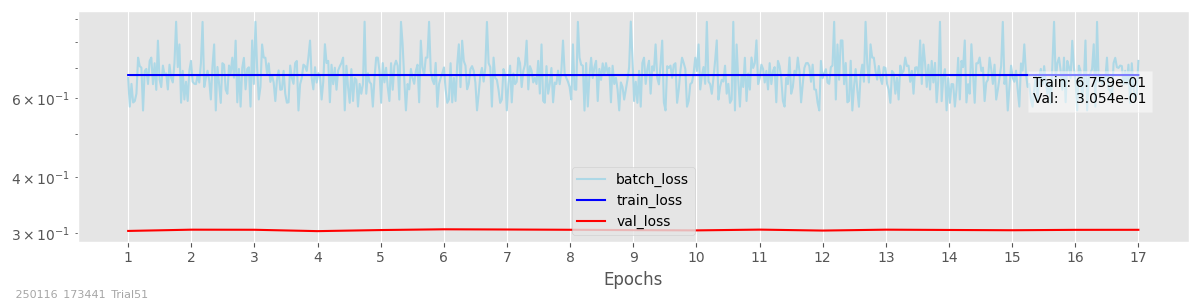 6 × 10⁻¹
4 × 10⁻¹
3 × 10⁻¹
Train: 6.759e-01
Val: 3.054e-01
batch_loss
train_loss
val_loss
1 2 3 4 5 6 7 8 9 10 11 12 13 14 15 16 17
Epochs
250116_173441_Trial51